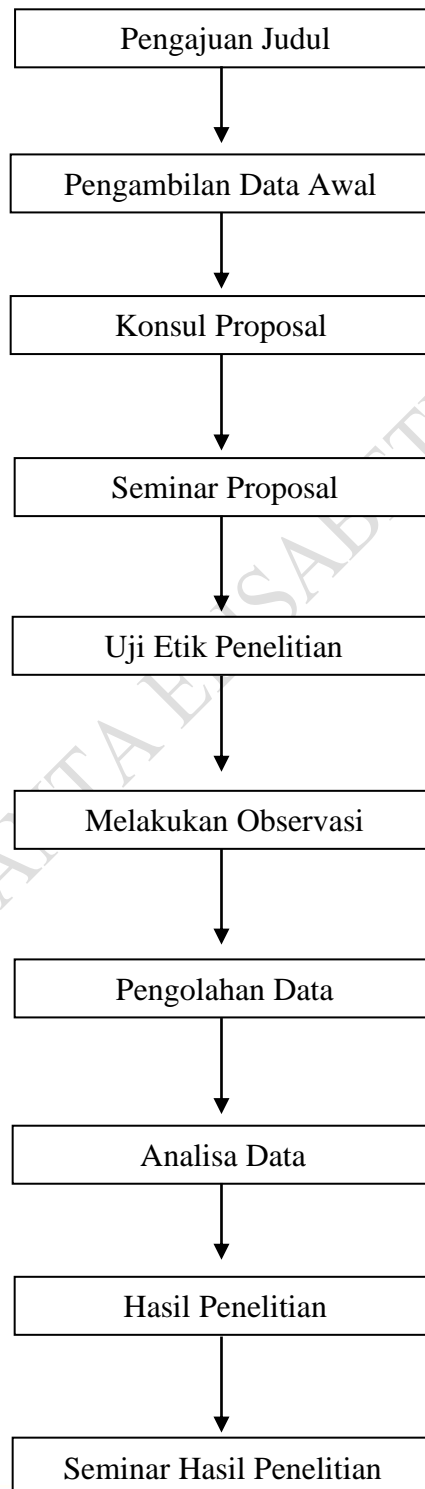 Pengajuan Judul
Pengambilan Data Awal
Konsul Proposal
Seminar Proposal
Uji Etik Penelitian
Melakukan Observasi
Pengolahan Data
Analisa Data
Hasil Penelitian
Seminar Hasil Penelitian